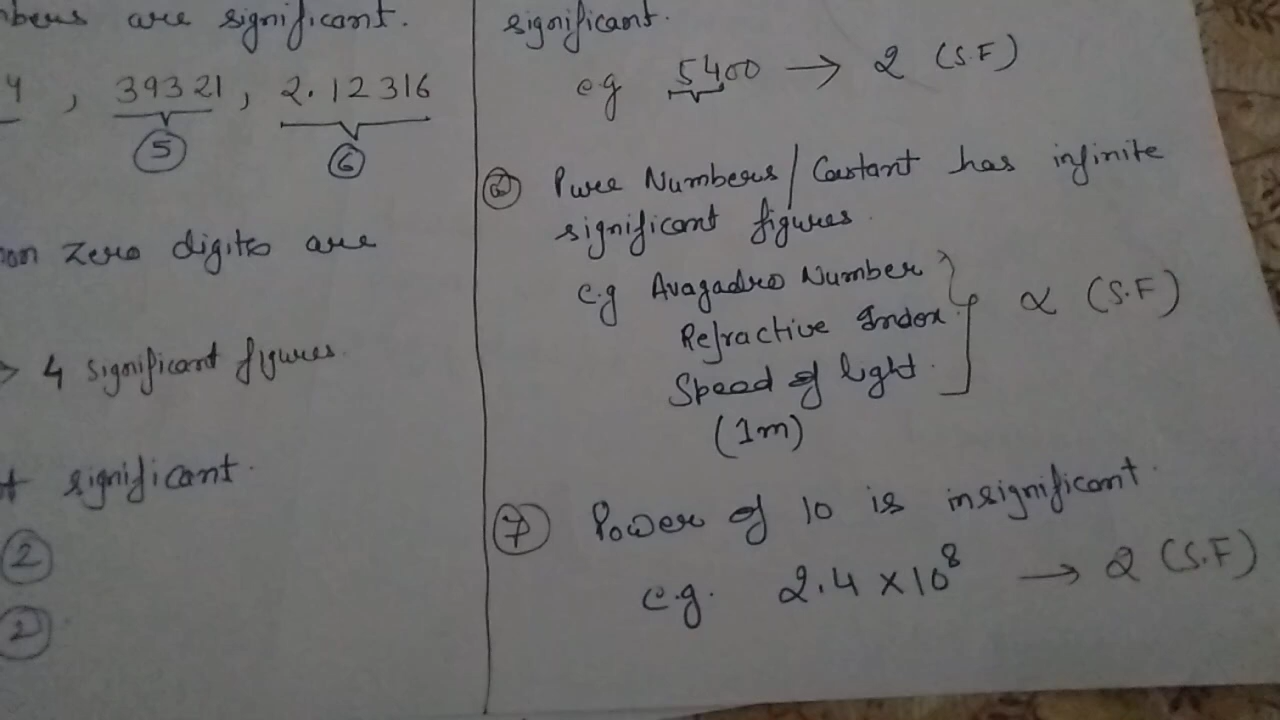 are significant.
4, 39321, 2.12316
5 6
non zero digits are
> 4 significant figures.
significant.
2
2
significant.
eg 5400 → 2 (S.F)
6 Pure Numbers/Constant has infinite
significant figures.
e.g Avagadro Number
Refractive Index
Speed of light.
∝ (S.F)
(1m)
7 Power of 10 is insignificant.
e.g. 2.4 ×10⁸ → 2 (S.F)